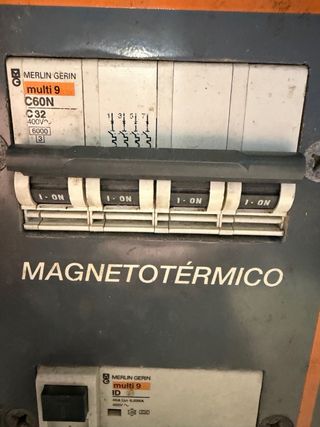 MERLIN GERIN
multi 9
C60N
C32
400V~
6000
3
1 3 5 7
I - ON I - ON I - ON I - ON
MAGNETOTÉRMICO
MERLIN GERIN
multi 9
ID